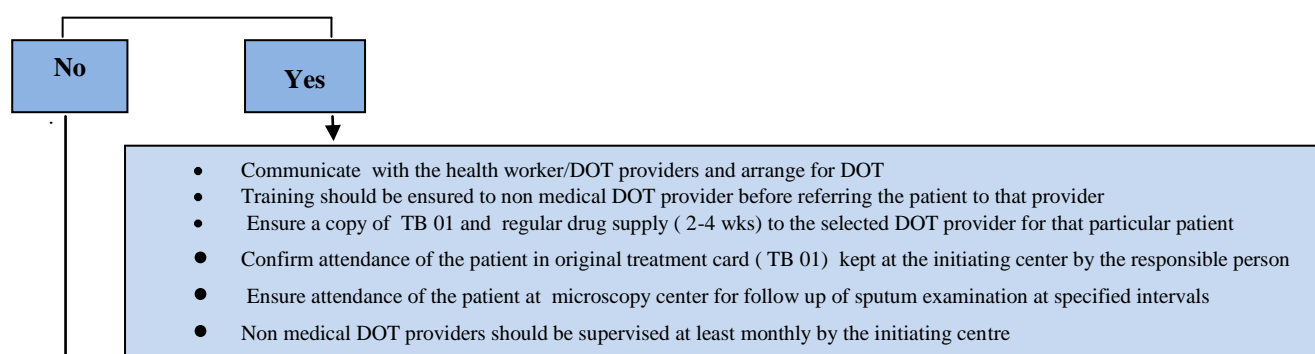 No
Yes
• Communicate with the health worker/DOT providers and arrange for DOT
• Training should be ensured to non medical DOT provider before referring the patient to that provider
• Ensure a copy of TB 01 and regular drug supply ( 2-4 wks) to the selected DOT provider for that particular patient
• Confirm attendance of the patient in original treatment card ( TB 01) kept at the initiating center by the responsible person
• Ensure attendance of the patient at microscopy center for follow up of sputum examination at specified intervals
• Non medical DOT providers should be supervised at least monthly by the initiating centre